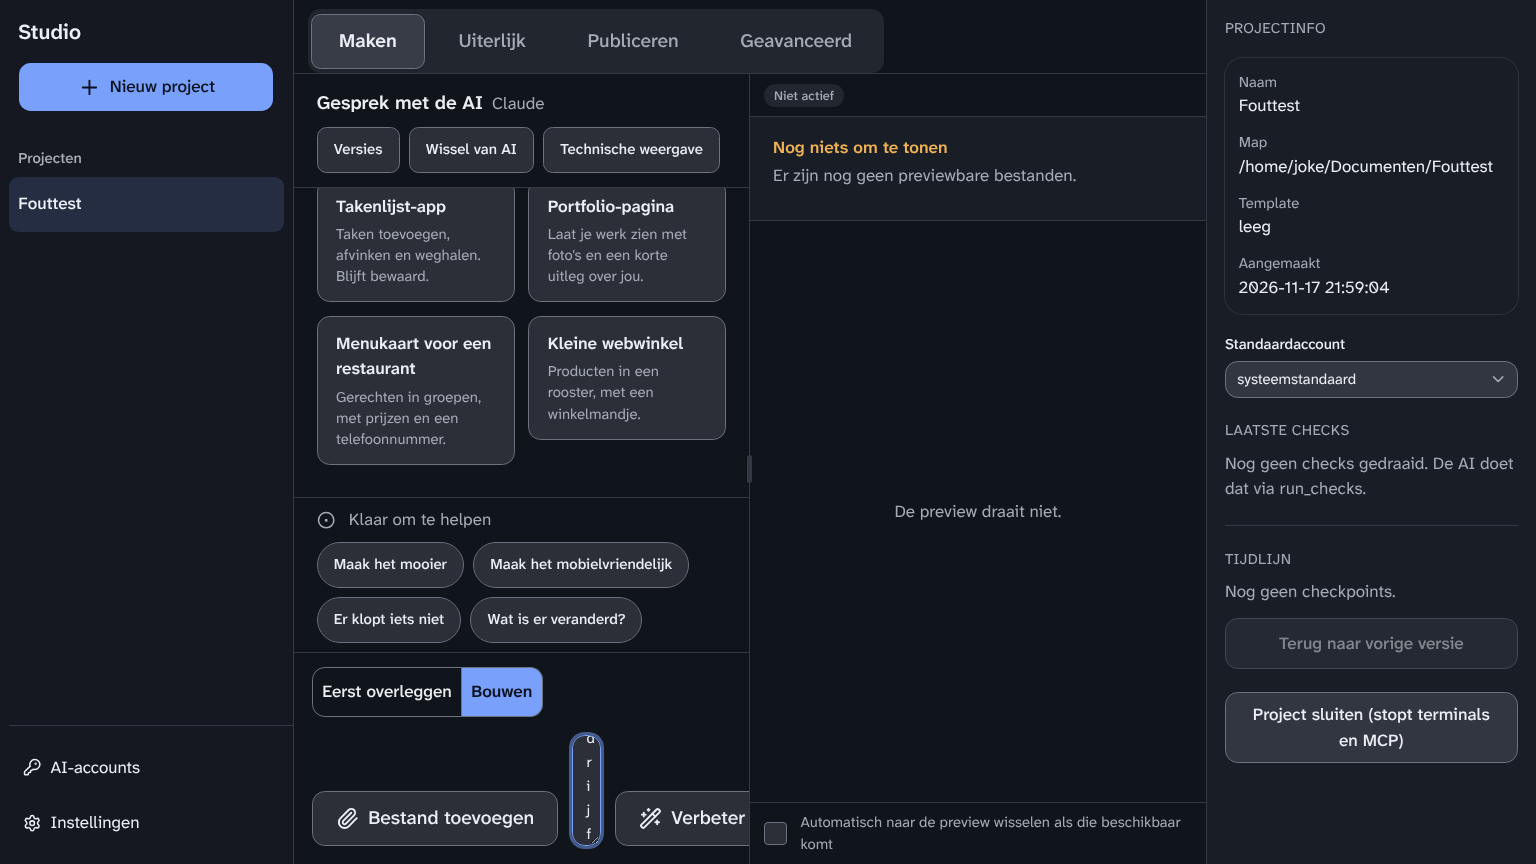 Studio
Nieuw project
Projecten
Fouttest
AI-accounts
Instellingen
Maken
Uiterlijk
Publiceren
Geavanceerd
Gesprek met de AI Claude
Versies
Wissel van AI
Technische weergave
Takenlijst-app
Taken toevoegen,
afvinken en weghalen.
Blijft bewaard.
Portfolio-pagina
Laat je werk zien met
foto's en een korte
uitleg over jou.
Menukaart voor een
restaurant
Gerechten in groepen,
met prijzen en een
telefoonnummer.
Kleine webwinkel
Producten in een
rooster, met een
winkelmandje.
Klaar om te helpen
Maak het mooier
Maak het mobielvriendelijk
Er klopt iets niet
Wat is er veranderd?
Eerst overleggen
Bouwen
Bestand toevoegen
r
i
j
f
Verbeter
Niet actief
Nog niets om te tonen
Er zijn nog geen previewbare bestanden.
De preview draait niet.
Automatisch naar de preview wisselen als die beschikbaar
komt
PROJECTINFO
Naam
Fouttest
Map
/home/joke/Documenten/Fouttest
Template
leeg
Aangemaakt
2026-11-17 21:59:04
Standaardaccount
systeemstandaard
LAATSTE CHECKS
Nog geen checks gedraaid. De AI doet
dat via run_checks.
TIJDLIJN
Nog geen checkpoints.
Terug naar vorige versie
Project sluiten (stopt terminals
en MCP)